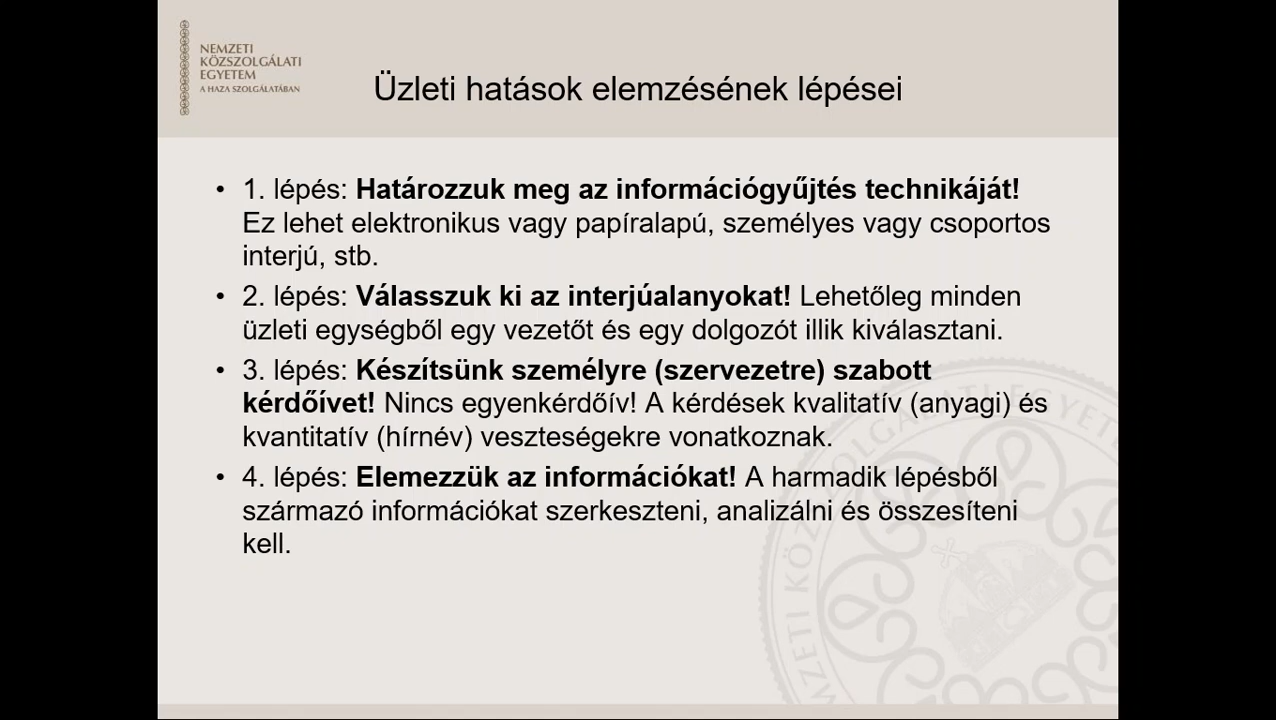 NEMZETI
KÖZSZOLGÁLATI
EGYETEM
A HAZA SZOLGÁLATÁBAN
Üzleti hatások elemzésének lépései
• 1. lépés: Határozzuk meg az információgyűjtés technikáját!
Ez lehet elektronikus vagy papíralapú, személyes vagy csoportos
interjú, stb.
• 2. lépés: Válasszuk ki az interjúalanyokat! Lehetőleg minden
üzleti egységből egy vezetőt és egy dolgozót illik kiválasztani.
• 3. lépés: Készítsünk személyre (szervezetre) szabott
kérdőívet! Nincs egyenkérdőív! A kérdések kvalitatív (anyagi) és
kvantitatív (hírnév) veszteségekre vonatkoznak.
• 4. lépés: Elemezzük az információkat! A harmadik lépésből
származó információkat szerkeszteni, analizálni és összesíteni
kell.